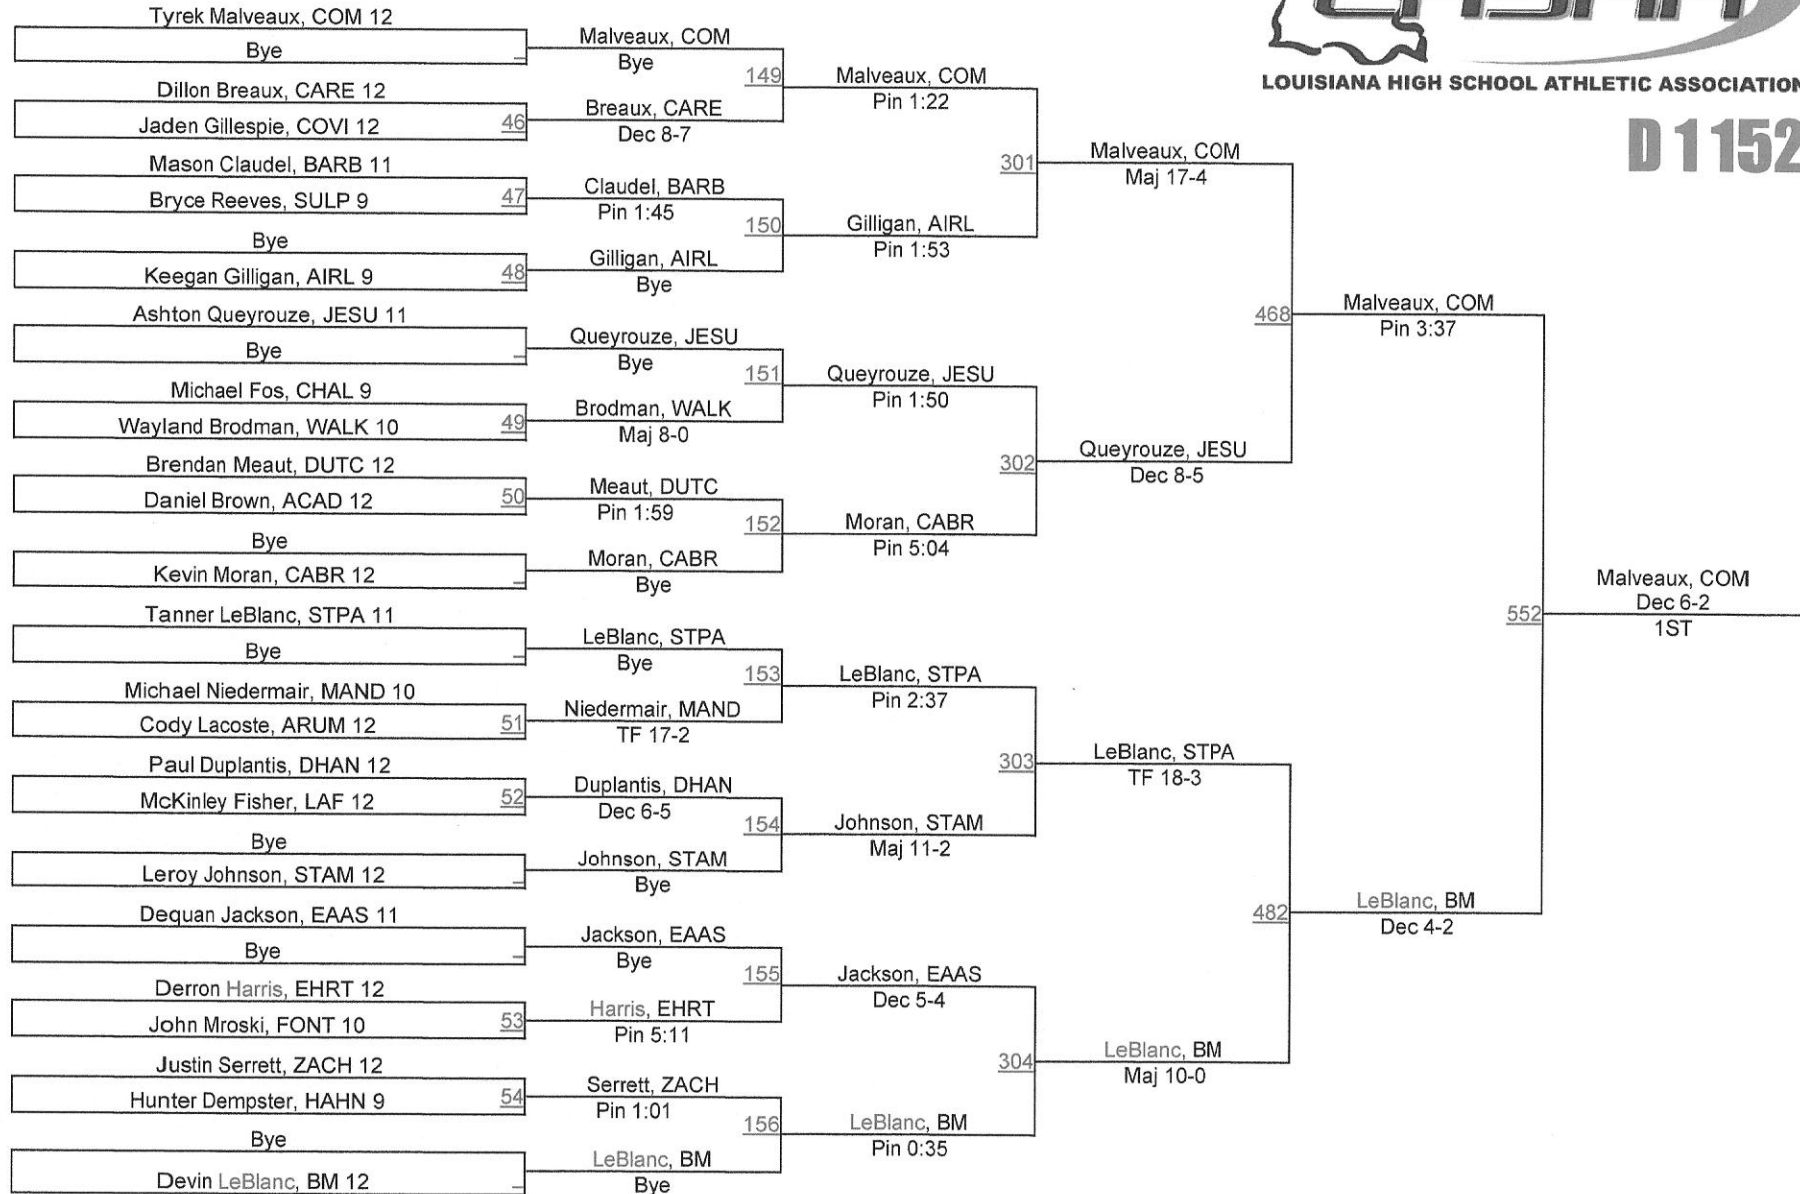 LOUISIANA HIGH SCHOOL ATHLETIC ASSOCIATION
D 1 152
Tyrek Malveaux, COM 12
Bye
Dillon Breaux, CARE 12
Jaden Gillespie, COVI 12
46
Mason Claudel, BARB 11
Bryce Reeves, SULP 9
47
Bye
Keegan Gilligan, AIRL 9
48
Ashton Queyrouze, JESU 11
Bye
Michael Fos, CHAL 9
Wayland Brodman, WALK 10
49
Brendan Meaut, DUTC 12
Daniel Brown, ACAD 12
50
Bye
Kevin Moran, CABR 12
Tanner LeBlanc, STPA 11
Bye
Michael Niedermair, MAND 10
Cody Lacoste, ARUM 12
51
Paul Duplantis, DHAN 12
McKinley Fisher, LAF 12
52
Bye
Leroy Johnson, STAM 12
Dequan Jackson, EAAS 11
Bye
Derron Harris, EHRT 12
John Mroski, FONT 10
53
Justin Serrett, ZACH 12
Hunter Dempster, HAHN 9
54
Bye
Devin LeBlanc, BM 12
Malveaux, COM
Bye
149
Breaux, CARE
Dec 8-7
Claudel, BARB
Pin 1:45
150
Gilligan, AIRL
Bye
Queyrouze, JESU
Bye
151
Brodman, WALK
Maj 8-0
Meaut, DUTC
Pin 1:59
152
Moran, CABR
Bye
LeBlanc, STPA
Bye
153
Niedermair, MAND
TF 17-2
Duplantis, DHAN
Dec 6-5
154
Johnson, STAM
Bye
Jackson, EAAS
Bye
155
Harris, EHRT
Pin 5:11
Serrett, ZACH
Pin 1:01
156
LeBlanc, BM
Bye
Malveaux, COM
Pin 1:22
301
Gilligan, AIRL
Pin 1:53
Queyrouze, JESU
Pin 1:50
302
Moran, CABR
Pin 5:04
LeBlanc, STPA
Pin 2:37
303
Johnson, STAM
Maj 11-2
Jackson, EAAS
Dec 5-4
304
LeBlanc, BM
Pin 0:35
Malveaux, COM
Maj 17-4
468
Queyrouze, JESU
Dec 8-5
LeBlanc, STPA
TF 18-3
482
LeBlanc, BM
Maj 10-0
Malveaux, COM
Pin 3:37
552
LeBlanc, BM
Dec 4-2
Malveaux, COM
Dec 6-2
1ST